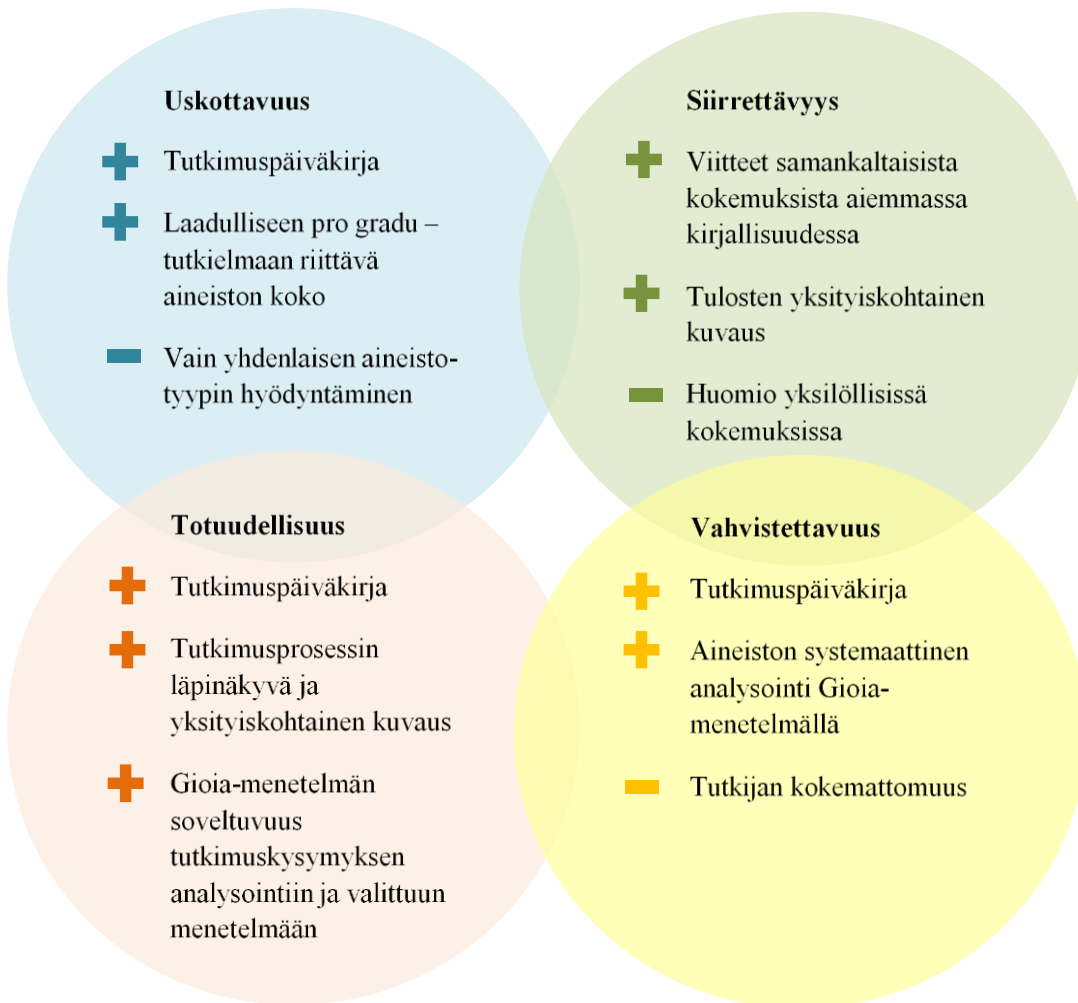 Uskottavuus
Tutkimuspäiväkirja
Laadulliseen pro gradu –
tutkielmaan riittävä
aineiston koko
Vain yhdenlaisen aineisto-
tyypin hyödyntäminen
Siirrettävyys
Viitteet samankaltaisista
kokemuksista aiemmassa
kirjallisuudessa
Tulosten yksityiskohtainen
kuvaus
Huomio yksilöllisissä
kokemuksissa
Totuudellisuus
Tutkimuspäiväkirja
Tutkimusprosessin
läpinäkyvä ja
yksityiskohtainen kuvaus
Gioia-menetelmän
soveltuvuus
tutkimuskysymyksen
analysointiin ja valittuun
menetelmään
Vahvistettavuus
Tutkimuspäiväkirja
Aineiston systemaattinen
analysointi Gioia-
menetelmällä
Tutkijan kokemattomuus